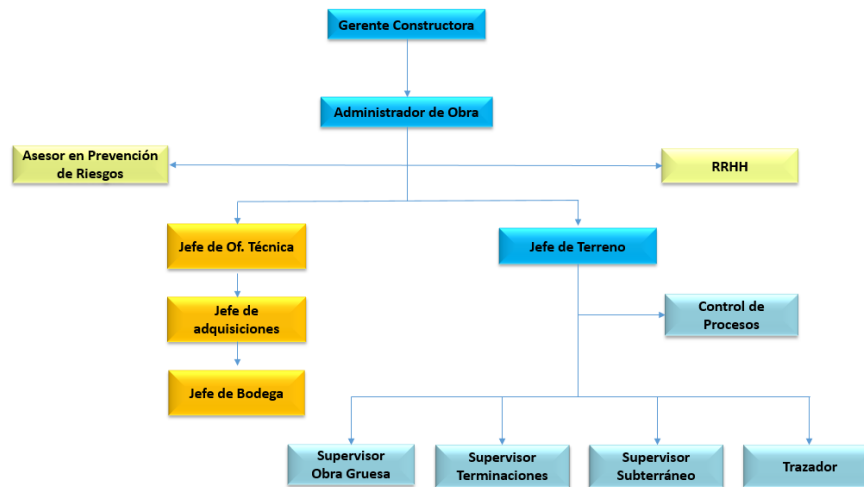 Gerente Constructora
Administrador de Obra
Asesor en Prevención
de Riesgos
RRHH
Jefe de Of. Técnica
Jefe de Terreno
Jefe de
adquisiciones
Control de
Procesos
Jefe de Bodega
Supervisor
Obra Gruesa
Supervisor
Terminaciones
Supervisor
Subterráneo
Trazador